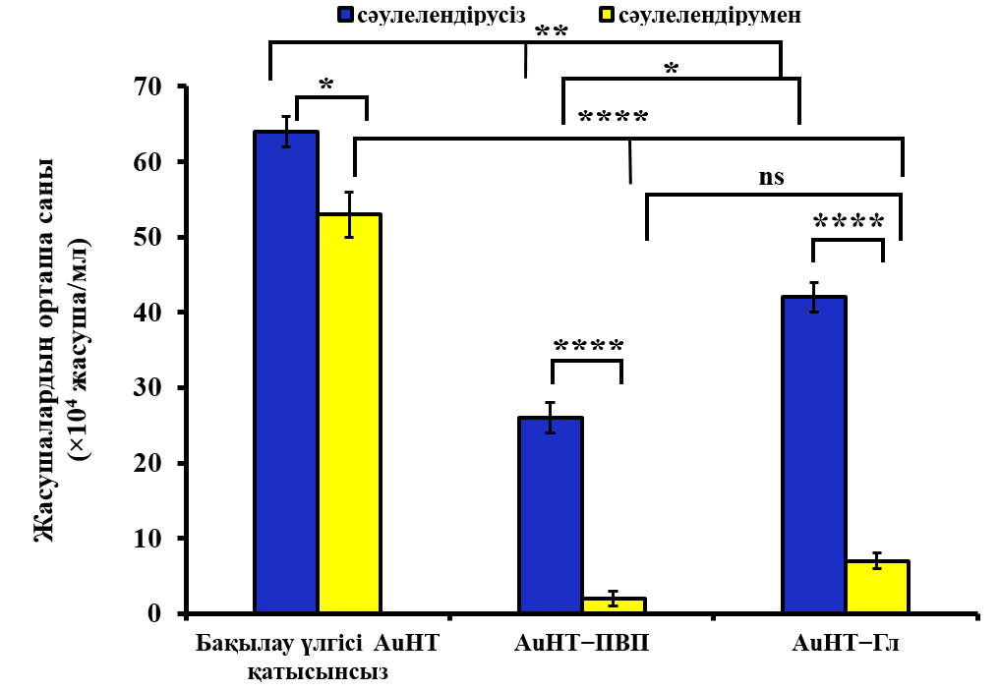 сәулелендірусіз сәулелендірумен
**
*
*
****
ns
****
****
70
60
50
40
30
20
10
0
Жасушалардың орташа саны
(×10⁴ жасуша/мл)
Бақылау үлгісі AuНТ
қатысынсыз
AuНТ−ПВП
AuНТ−Гл